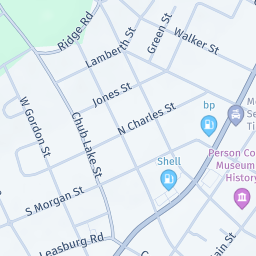 Ridge Rd
Lamberth St
Green St
Walker St
Jones St
N Charles St
bp
W Gordon St
Chub Lake St
Shell
Person Co
Museum
History
S Morgan St
Leasburg Rd